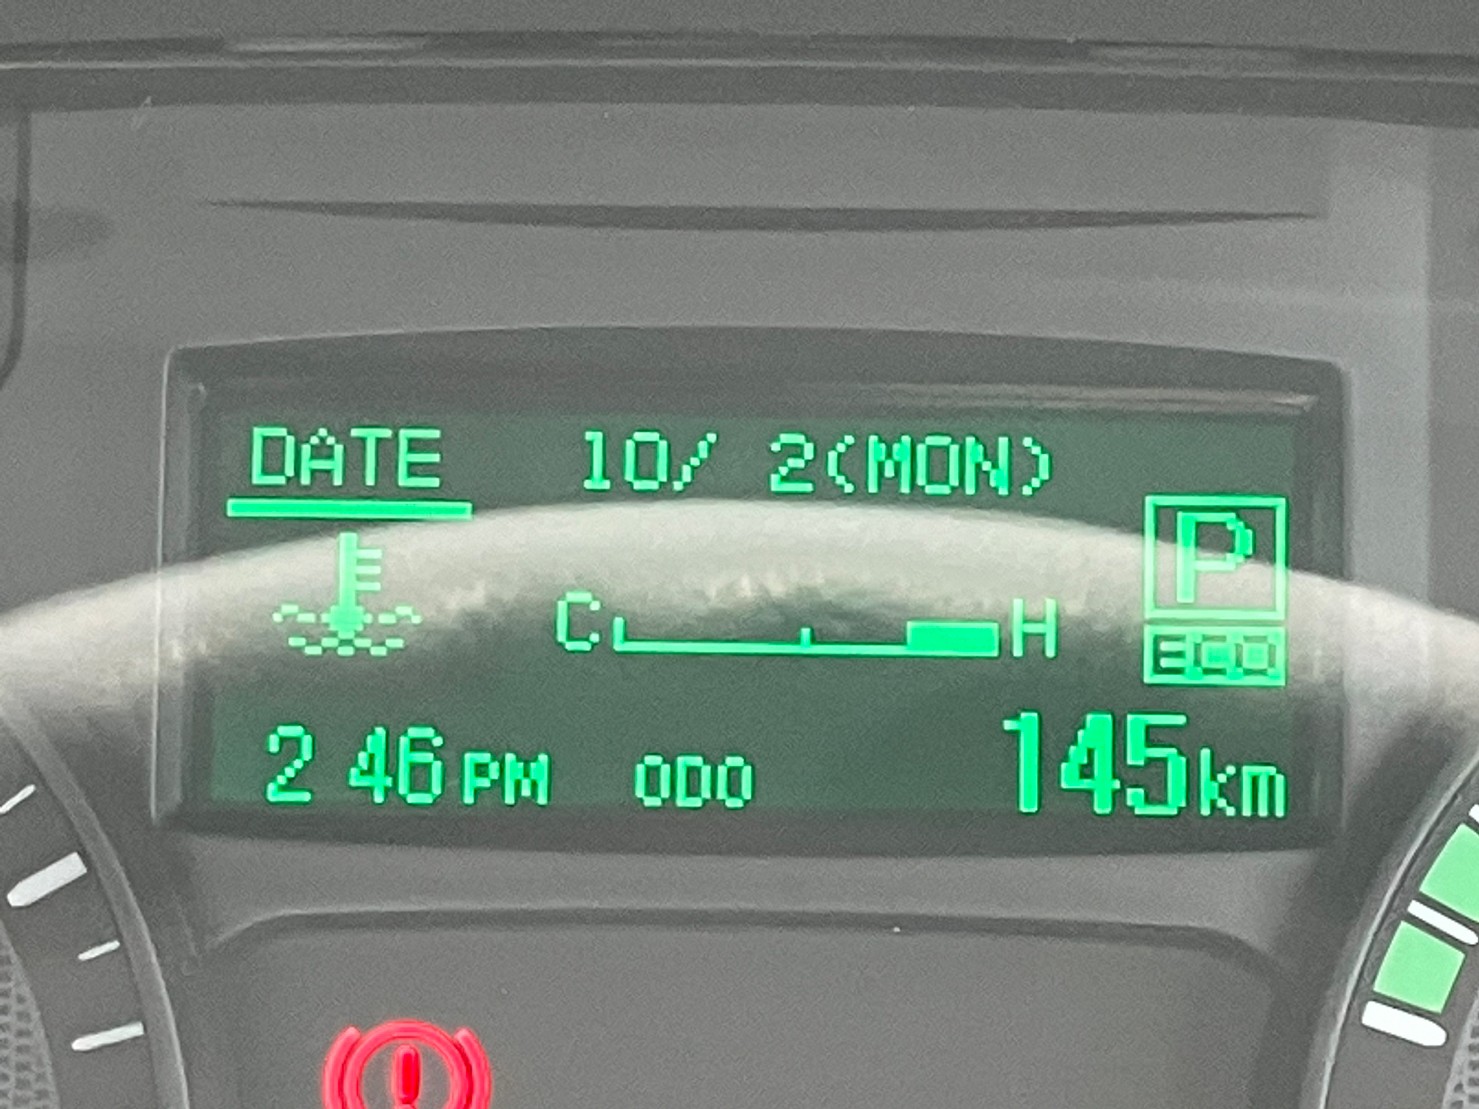 DATE 10/ 2(MON)
P
C H
ECO
2 46 PM ODO 145km